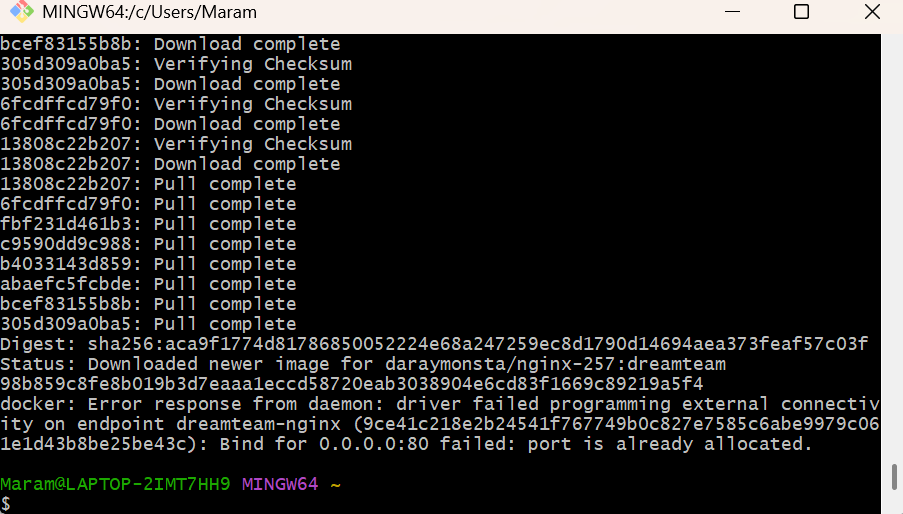 MINGW64:/c/Users/Maram
bcef83155b8b: Download complete
305d309a0ba5: Verifying Checksum
305d309a0ba5: Download complete
6fcdffcd79f0: Verifying Checksum
6fcdffcd79f0: Download complete
13808c22b207: Verifying Checksum
13808c22b207: Download complete
13808c22b207: Pull complete
6fcdffcd79f0: Pull complete
fbf231d461b3: Pull complete
c9590dd9c988: Pull complete
b4033143d859: Pull complete
abaefc5fcbde: Pull complete
bcef83155b8b: Pull complete
305d309a0ba5: Pull complete
Digest: sha256:aca9f1774d81786850052224e68a247259ec8d1790d14694aea373feaf57c03f
Status: Downloaded newer image for daraymonsta/nginx-257:dreamteam
98b859c8fe8b019b3d7eaaa1eccd58720eab3038904e6cd83f1669c89219a5f4
docker: Error response from daemon: driver failed programming external connectiv
ity on endpoint dreamteam-nginx (9ce41c218e2b24541f767749b0c827e7585c6abe9979c06
1e1d43b8be25be43c): Bind for 0.0.0.0:80 failed: port is already allocated.
Maram@LAPTOP-2IMT7HH9 MINGW64 ~
$